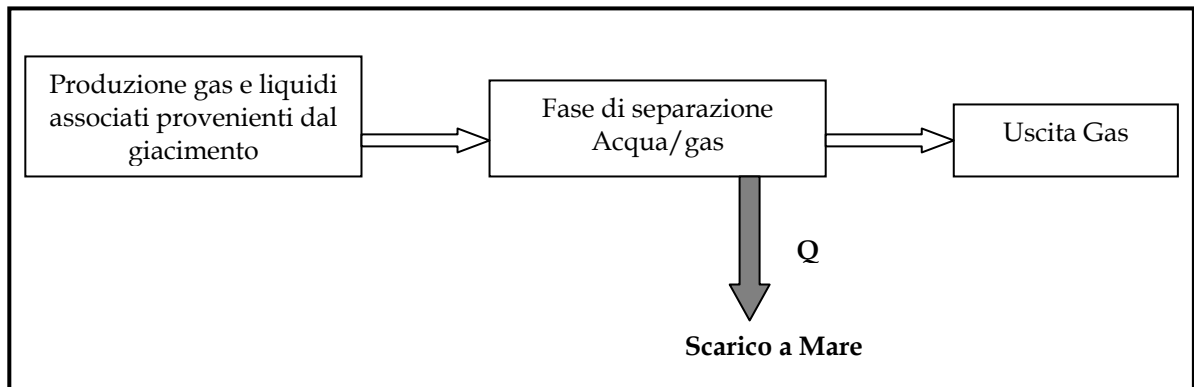 Produzione gas e liquidi
associati provenienti dal
giacimento
Fase di separazione
Acqua/gas
Uscita Gas
Q
Scarico a Mare